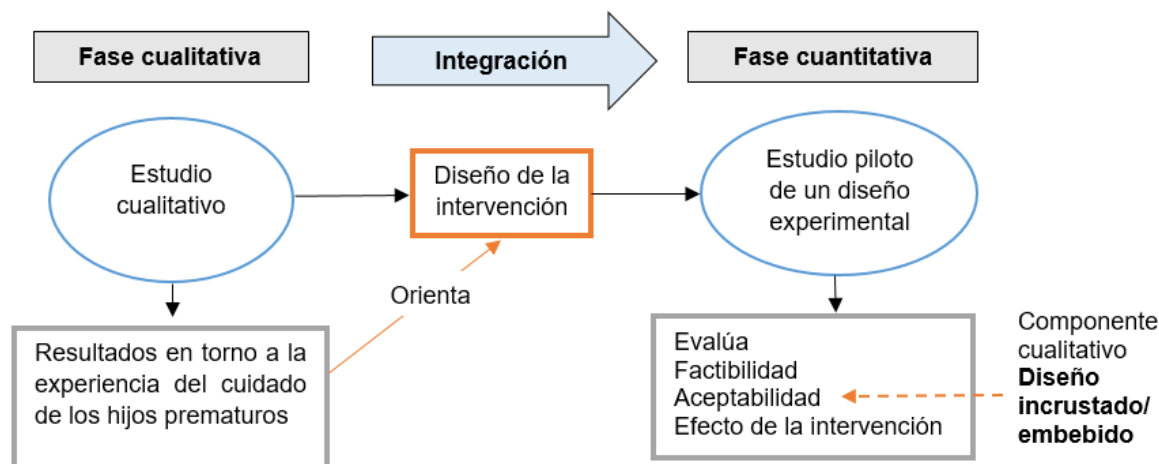 Fase cualitativa
Integración
Fase cuantitativa
Estudio
cualitativo
Diseño de la
intervención
Estudio piloto
de un diseño
experimental
Orienta
Resultados en torno a la
experiencia del cuidado
de los hijos prematuros
Evalúa
Factibilidad
Aceptabilidad
Efecto de la intervención
Componente
cualitativo
Diseño
incrustado/
embebido